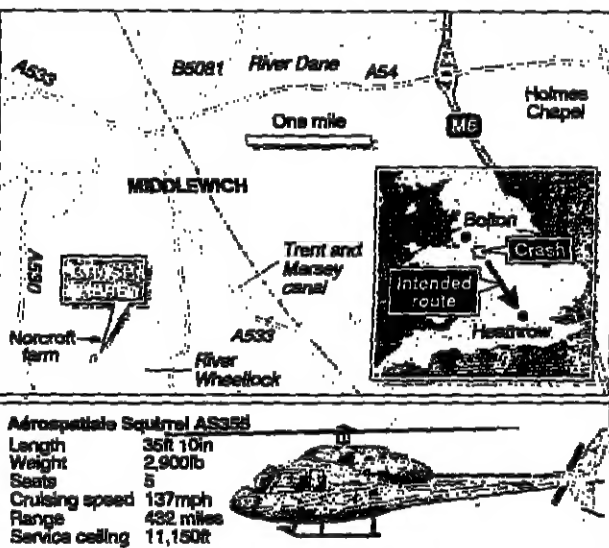 A533
B5081
River Dane
A54
Holmes
Chapel
One mile
M6
MIDDLEWICH
Bolton
Crash
Trent and
Mersey
canal
Intended
route
A530
Heathrow
Norcroft
farm
A533
River
Wheelock
Aérospatiale Squirrel AS355
Length 35ft 10in
Weight 2,900lb
Seats 5
Cruising speed 137mph
Range 432 miles
Service ceiling 11,150ft